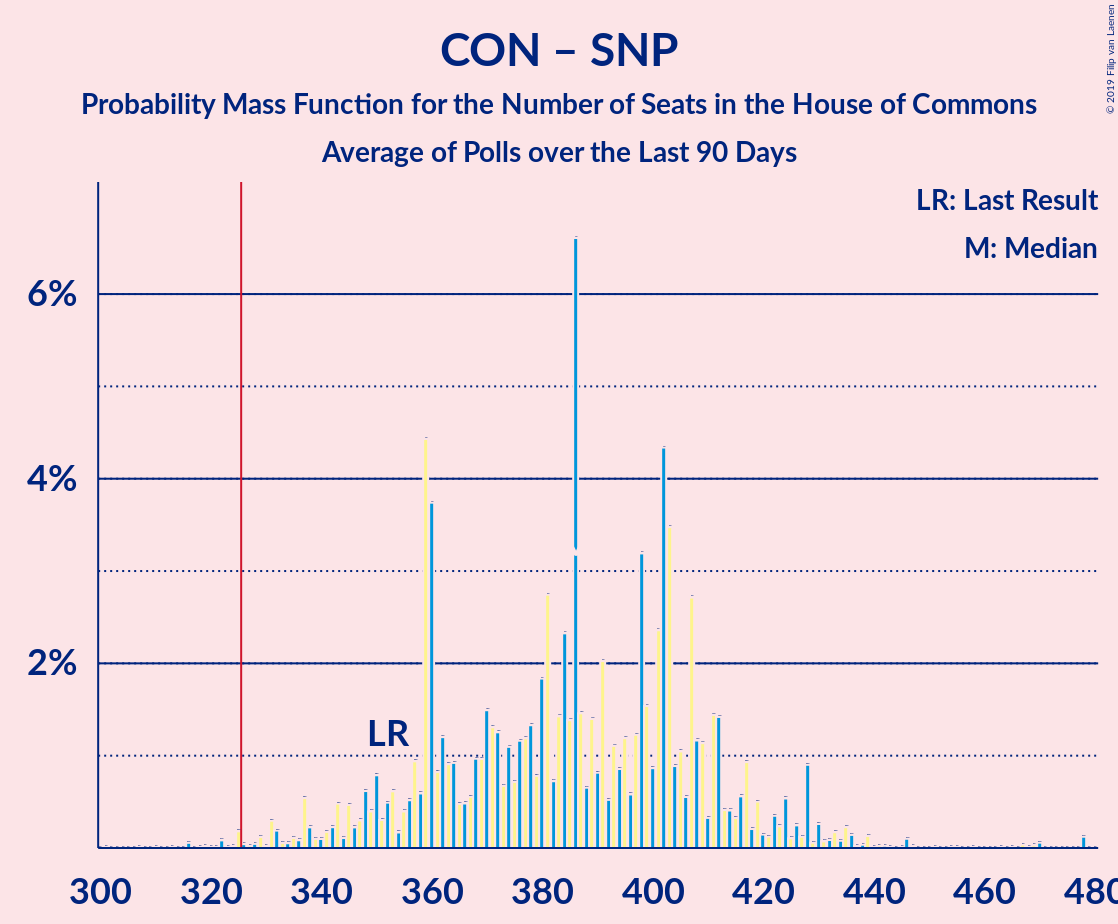 CON – SNP
Probability Mass Function for the Number of Seats in the House of Commons
Average of Polls over the Last 90 Days
© 2019 Filip van Laenen
LR: Last Result
M: Median
6%
4%
2%
LR
300 320 340 360 380 400 420 440 460 480